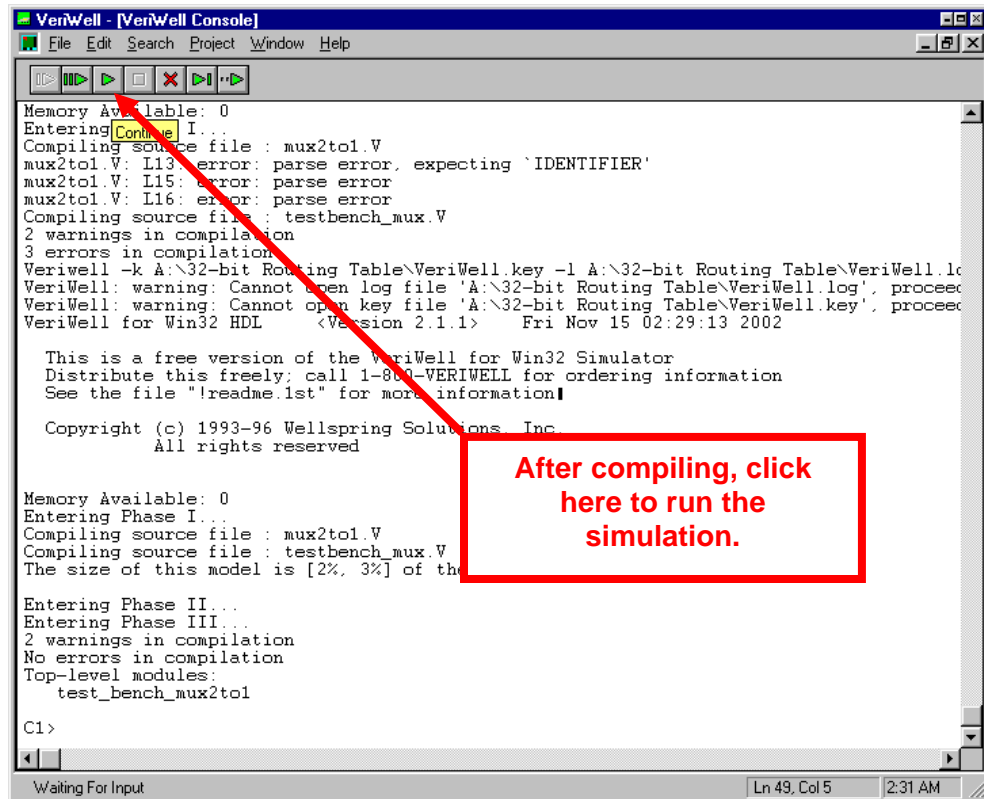 VeriWell - [VeriWell Console]
File Edit Search Project Window Help
Memory Available: 0
Entering I...
Continue
Compiling source file : mux2to1.V
mux2to1.V: L13: error: parse error, expecting `IDENTIFIER'
mux2to1.V: L15: error: parse error
mux2to1.V: L16: error: parse error
Compiling source file : testbench_mux.V
2 warnings in compilation
3 errors in compilation
Veriwell -k A:\32-bit Routing Table\VeriWell.key -l A:\32-bit Routing Table\VeriWell.lo
VeriWell: warning: Cannot open log file 'A:\32-bit Routing Table\VeriWell.log', proceed
VeriWell: warning: Cannot open key file 'A:\32-bit Routing Table\VeriWell.key', proceed
VeriWell for Win32 HDL <Version 2.1.1> Fri Nov 15 02:29:13 2002
This is a free version of the VeriWell for Win32 Simulator
Distribute this freely; call 1-800-VERIWELL for ordering information
See the file "!readme.1st" for more information
Copyright (c) 1993-96 Wellspring Solutions, Inc.
All rights reserved
After compiling, click
here to run the
simulation.
Memory Available: 0
Entering Phase I...
Compiling source file : mux2to1.V
Compiling source file : testbench_mux.V
The size of this model is [2%, 3%] of the
Entering Phase II...
Entering Phase III...
2 warnings in compilation
No errors in compilation
Top-level modules:
test_bench_mux2to1
C1>
Waiting For Input Ln 49, Col 5 2:31 AM